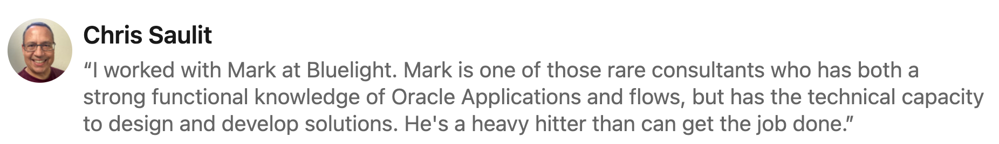 Chris Saulit
“I worked with Mark at Bluelight. Mark is one of those rare consultants who has both a
strong functional knowledge of Oracle Applications and flows, but has the technical capacity
to design and develop solutions. He's a heavy hitter than can get the job done.”